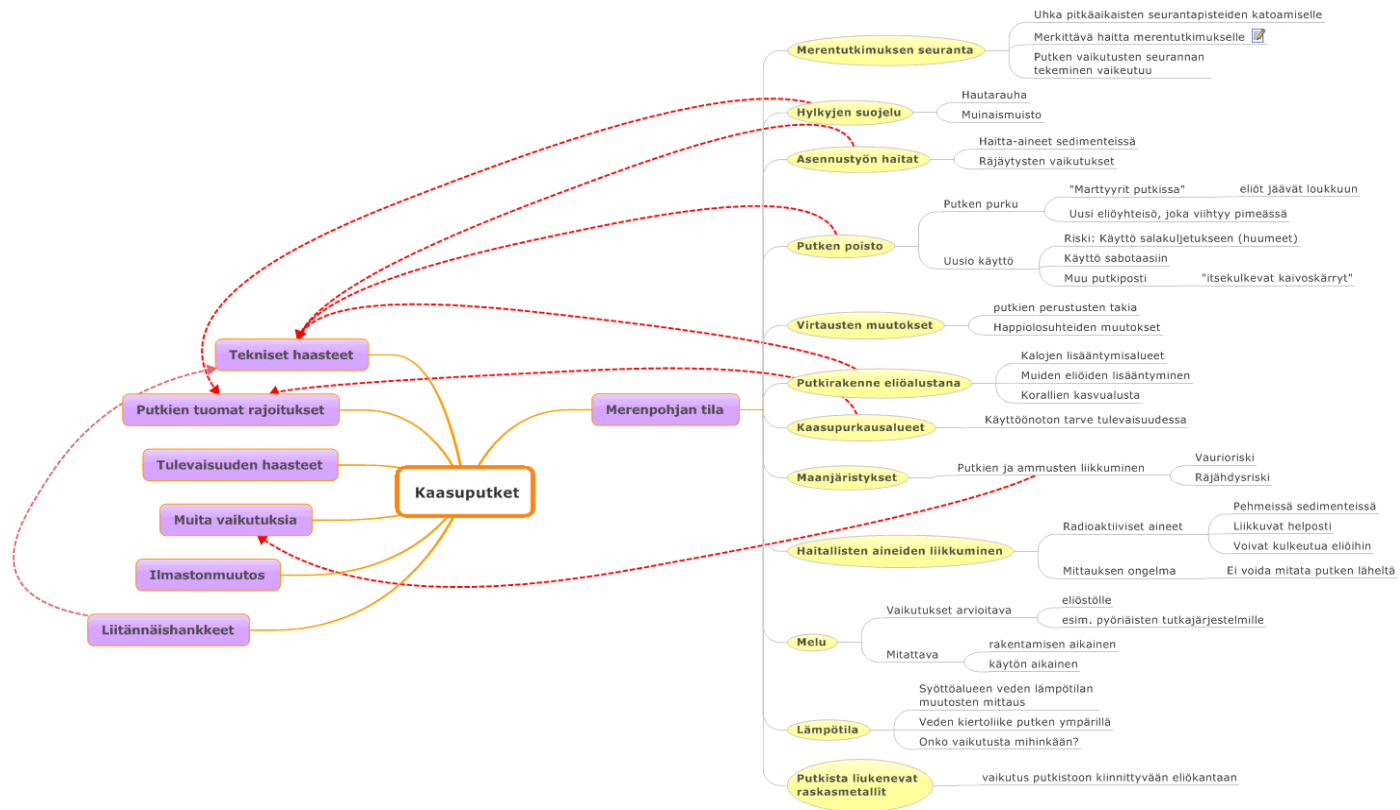 Kaasuputket
Tekniset haasteet
Putkien tuomat rajoitukset
Tulevaisuuden haasteet
Muita vaikutuksia
Ilmastonmuutos
Liitännäishankkeet
Merenpohjan tila
Merentutkimuksen seuranta
Uhka pitkäaikaisten seurantapisteiden katoamiselle
Merkittävä haitta merentutkimukselle
Putken vaikutusten seurannan
tekeminen vaikeutuu
Hylkyjen suojelu
Hautarauha
Muinaismuisto
Asennustyön haitat
Haitta-aineet sedimenteissä
Räjäytysten vaikutukset
Putken poisto
Putken purku
"Marttyyrit putkissa"
eliöt jäävät loukkuun
Uusi eliöyhteisö, joka viihtyy pimeässä
Uusio käyttö
Riski: Käyttö salakuljetukseen (huumeet)
Käyttö sabotaasiin
Muu putkiposti
"itsekulkevat kaivoskärryt"
Virtausten muutokset
putkien perustusten takia
Happiolosuhteiden muutokset
Putkirakenne eliöalustana
Kalojen lisääntymisalueet
Muiden eliöiden lisääntyminen
Korallien kasvualusta
Kaasupurkausalueet
Käyttöönoton tarve tulevaisuudessa
Maanjäristykset
Putkien ja ammusten liikkuminen
Vaurioriski
Räjähdysriski
Haitallisten aineiden liikkuminen
Radioaktiiviset aineet
Pehmeissä sedimenteissä
Liikkuvat helposti
Voivat kulkeutua eliöihin
Mittauksen ongelma
Ei voida mitata putken läheltä
Melu
Vaikutukset arvioitava
eliöstölle
esim. pyöriäisten tutkajärjestelmille
Mitattava
rakentamisen aikainen
käytön aikainen
Lämpötila
Syöttöalueen veden lämpötilan
muutosten mittaus
Veden kiertoliike putken ympärillä
Onko vaikutusta mihinkään?
Putkista liukenevat
raskasmetallit
vaikutus putkistoon kiinnittyvään eliökantaan